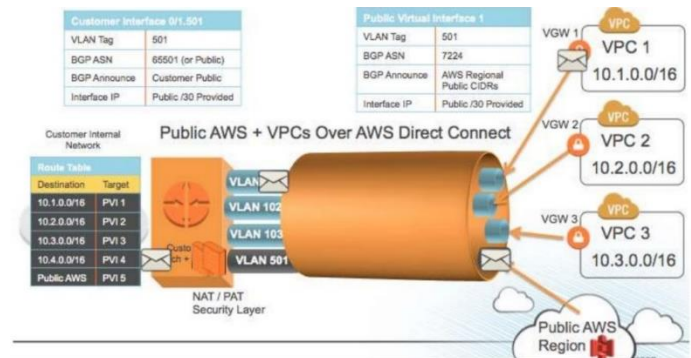 Customer Interface 0/1.501
VLAN Tag 501
BGP ASN 65501 (or Public)
BGP Announce Customer Public
Interface IP Public /30 Provided
Public Virtual Interface 1
VLAN Tag 501
BGP ASN 7224
BGP Announce AWS Regional
Public CIDRs
Interface IP Public /30 Provided
VGW 1
VPC
VPC 1
10.1.0.0/16
Customer Internal
Network
Public AWS + VPCs Over AWS Direct Connect
Route Table
Destination Target
10.1.0.0/16 PVI 1
10.2.0.0/16 PVI 2
10.3.0.0/16 PVI 3
10.4.0.0/16 PVI 4
Public AWS PVI 5
VLAN
VLAN 102
VLAN 103
VLAN 501
Custo
ch +
NAT / PAT
Security Layer
VGW 2
VPC
VPC 2
10.2.0.0/16
VGW 3
VPC
VPC 3
10.3.0.0/16
Public AWS
Region